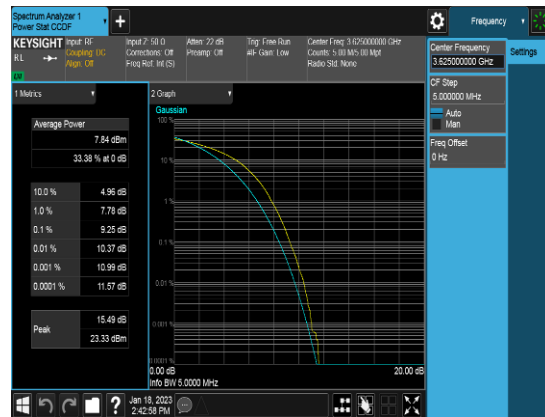 Spectrum Analyzer 1
Power Stat CCDF
Frequency
KEYSIGHT
Input: RF
Coupling: DC
Align: Off
Input Z: 50 Ω
Corrections: Off
Freq Ref: Int (S)
Atten: 22 dB
Preamp: Off
Trig: Free Run
#IF Gain: Low
Center Freq: 3.625000000 GHz
Counts: 5.00 M/5.00 Mpt
Radio Std: None
R L
Center Frequency
3.625000000 GHz
Settings
CF Step
5.000000 MHz
Auto
Man
Freq Offset
0 Hz
1 Metrics
Average Power
7.84 dBm
33.38 % at 0 dB
10.0 % 4.96 dB
1.0 % 7.78 dB
0.1 % 9.25 dB
0.01 % 10.37 dB
0.001 % 10.99 dB
0.0001 % 11.57 dB
Peak
15.49 dB
23.33 dBm
2 Graph
Gaussian
100 %
10 %
1 %
0.1 %
0.01 %
0.001 %
0.0001 %
0.00 dB
20.00 dB
Info BW 5.0000 MHz
?
Jan 18, 2023
2:42:58 PM